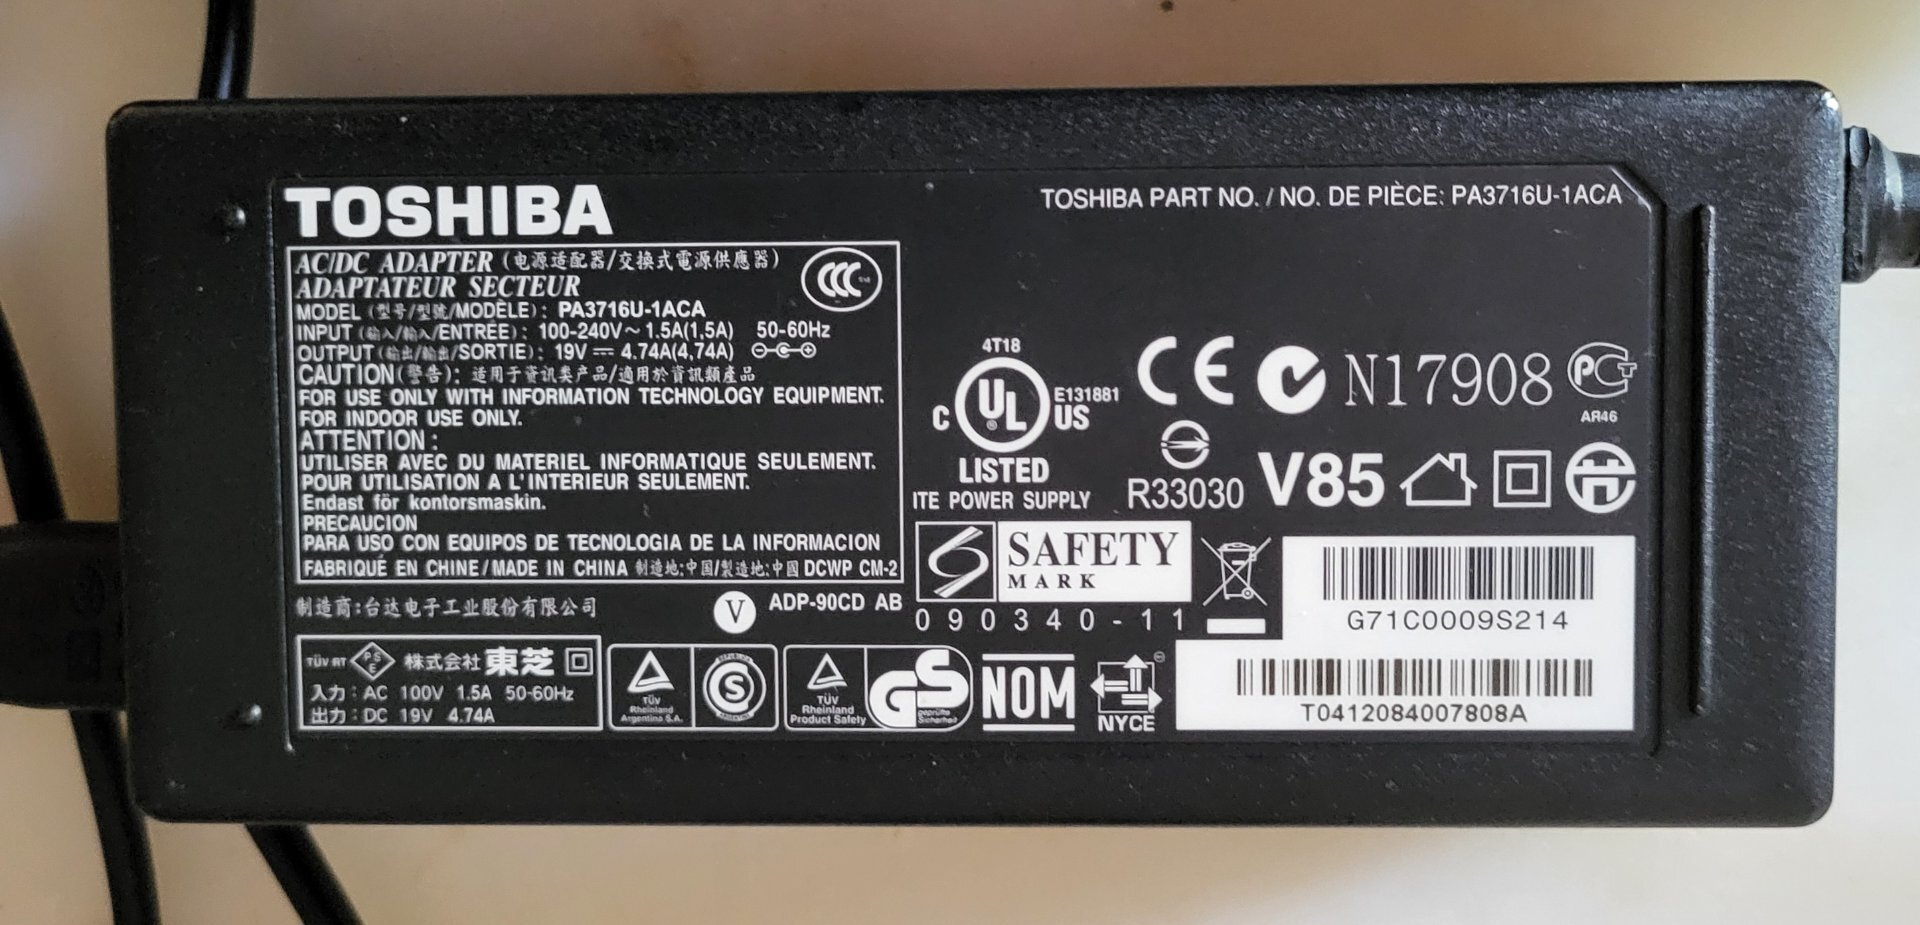 TOSHIBA
TOSHIBA PART NO. / NO. DE PIÈCE: PA3716U-1ACA
AC/DC ADAPTER (电源适配器/交換式電源供應器)
CCC
ADAPTATEUR SECTEUR
MODEL (型号/型號/MODÈLE): PA3716U-1ACA
INPUT (输入/輸入/ENTRÉE): 100-240V~ 1.5A(1,5A) 50-60Hz
OUTPUT (输出/輸出/SORTIE): 19V 4.74A(4,74A)
CAUTION (警告): 适用于资讯类产品/適用於資訊類產品
FOR USE ONLY WITH INFORMATION TECHNOLOGY EQUIPMENT.
FOR INDOOR USE ONLY.
ATTENTION:
UTILISER AVEC DU MATERIEL INFORMATIQUE SEULEMENT.
POUR UTILISATION A L'INTERIEUR SEULEMENT.
Endast för kontorsmaskin.
PRECAUCION
PARA USO CON EQUIPOS DE TECNOLOGIA DE LA INFORMACION
FABRIQUÉ EN CHINE/MADE IN CHINA 制造地:中国/製造地:中國 DCWP CM-2
制造商:台达电子工业股份有限公司
V ADP-90CD AB
4T18
C UL US E131881
LISTED
ITE POWER SUPPLY
CE N17908 PCT
AR46
R33030 V85
S SAFETY
MARK
090340-11
G71C0009S214
T0412084007808A
TÜV RT PSE 株式会社 東芝
入力: AC 100V 1.5A 50-60Hz
出力: DC 19V 4.74A
TÜV
Rheinland
Argentina S.A.
S
TÜV
Rheinland
Product Safety
GS
geprüfte
Sicherheit
NOM
NYCE